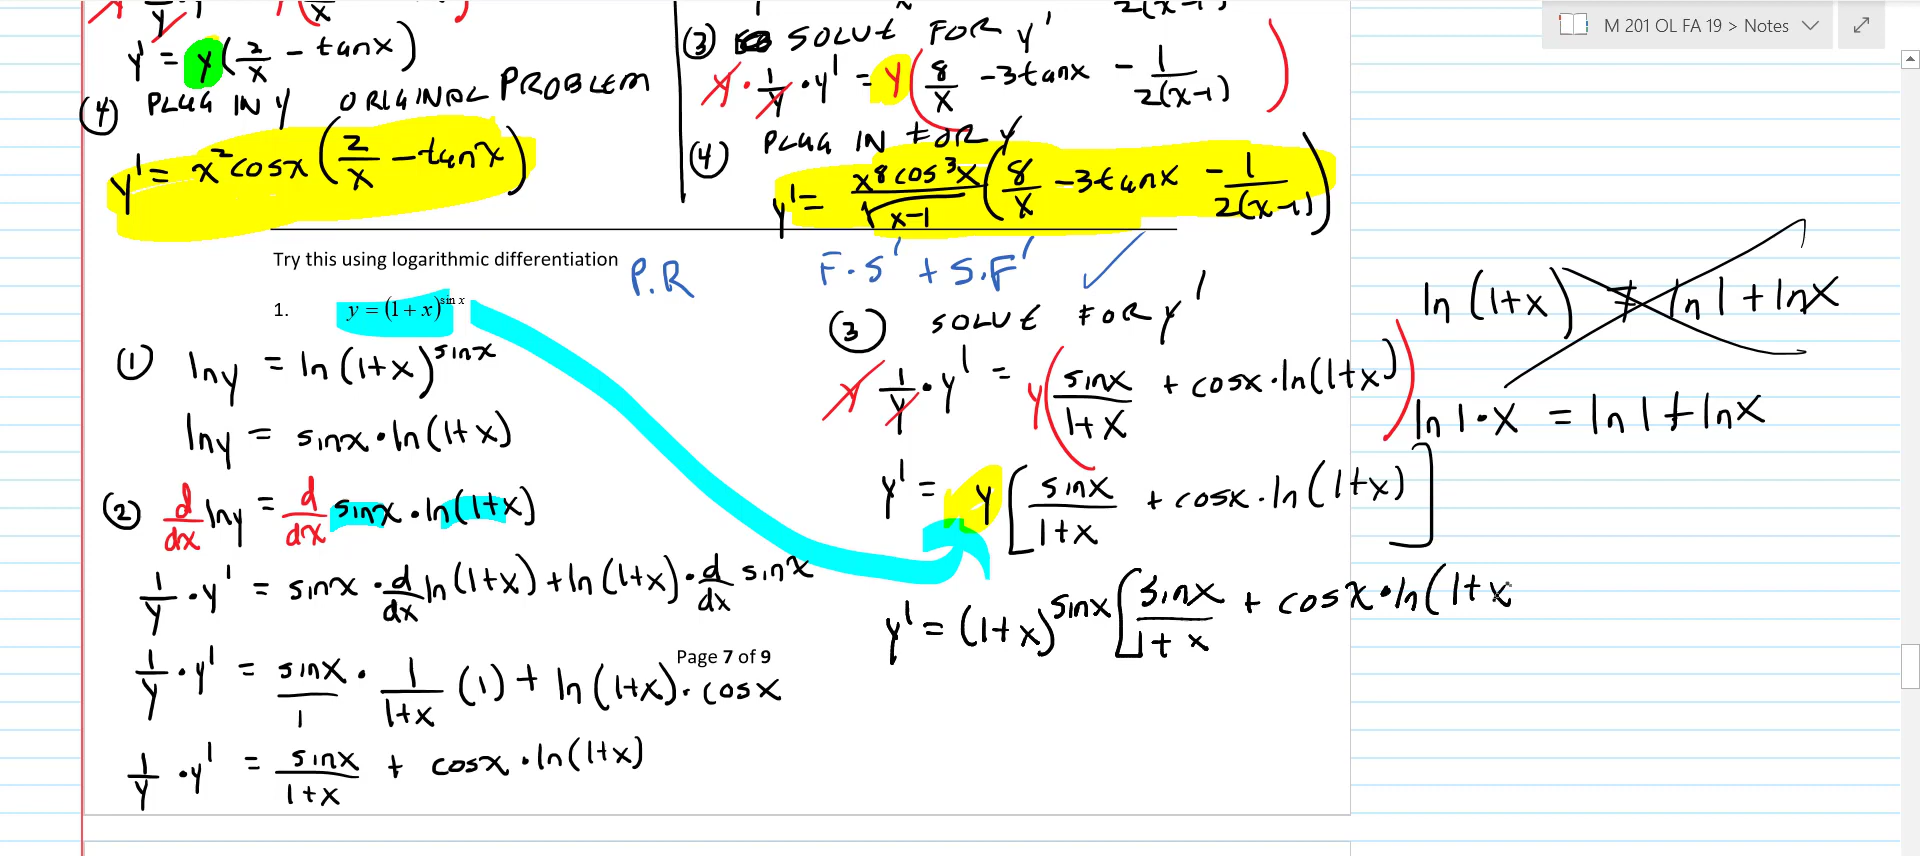 M 201 OL FA 19 > Notes
y' = y(2/x - tanx)
(4) PLUG IN y ORIGINAL PROBLEM
y' = x²cosx (2/x - tanx)
2(x-1)
(3) SOLVE FOR y'
y · 1/y · y' = y(8/x - 3tanx - 1/2(x-1))
(4) PLUG IN FOR y
y' = x⁸cos³x/√x-1 (8/x - 3tanx - 1/2(x-1))
Try this using logarithmic differentiation
P.R
F·S' + S·F' ✓
1. y = (1 + x)^sin x
(1) lny = ln(1+x)^sinx
lny = sinx · ln(1+x)
(2) d/dx lny = d/dx sinx · ln(1+x)
1/y · y' = sinx · d/dx ln(1+x) + ln(1+x) · d/dx sinx
1/y · y' = sinx/1 · 1/1+x (1) + ln(1+x) · cosx
1/y · y' = sinx/1+x + cosx · ln(1+x)
Page 7 of 9
(3) SOLVE FOR y'
y 1/y · y' = y(sinx/1+x + cosx · ln(1+x))
y' = y[sinx/1+x + cosx · ln(1+x)]
y' = (1+x)^sinx [sinx/1+x + cosx · ln(1+x
ln(1+x) ≠ ln1 + lnx
ln1·x = ln1 + lnx